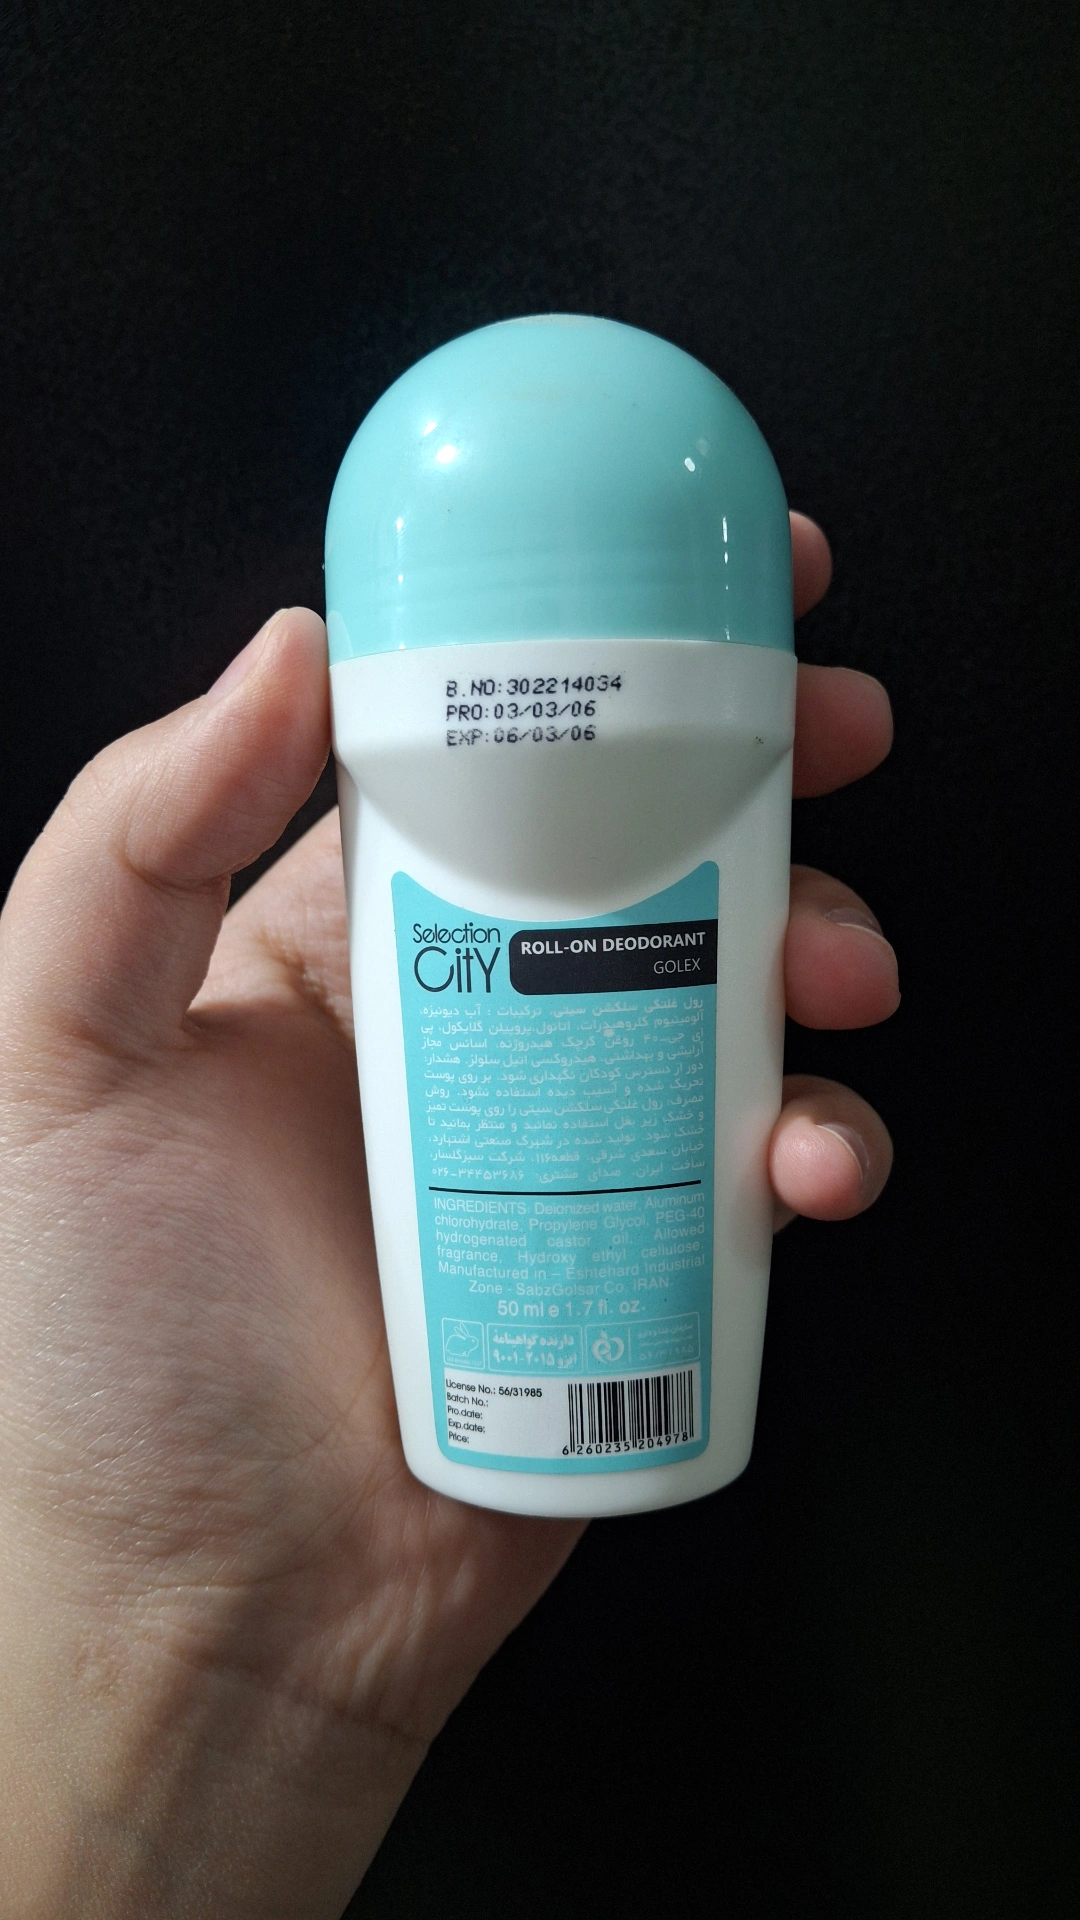 B.NO:302214034
PRO:03/03/06
EXP:06/03/06
Selection
City
ROLL-ON DEODORANT
GOLEX
رول غلتکی سلکشن سیتی. ترکیبات : آب دیونیزه،
آلومینیوم کلروهیدرات، اتانول،پروپیلن گلایکول، پی
ای جی-۴۰ روغن کرچک هیدروژنه، اسانس مجاز
آرایشی و بهداشتی، هیدروکسی اتیل سلولز. هشدار:
دور از دسترس کودکان نگهداری شود. بر روی پوست
تحریک شده و آسیب دیده استفاده نشود. روش
مصرف: رول غلتکی سلکشن سیتی را روی پوست تمیز
و خشک زیر بغل استفاده نمائید و منتظر بمانید تا
خشک شود. تولید شده در شهرک صنعتی اشتهارد،
خیابان سعدی شرقی، قطعه۱۱۶، شرکت سبزگلسار،
ساخت ایران. صدای مشتری: ۳۴۴۵۳۶۸۶-۰۲۶
INGREDIENTS: Deionized water, Aluminum
chlorohydrate, Propylene Glycol, PEG-40
hydrogenated castor oil, Allowed
fragrance, Hydroxy ethyl cellulose.
Manufactured in – Eshtehard Industrial
Zone - SabzGolsar Co. IRAN.
50 ml e 1.7 fl. oz.
دارنده گواهینامهٔ
ایزو ۲۰۱۵-۹۰۰۱
۵۶/۳۱۹۸۵
License No.: 56/31985
Batch No.:
Pro.date:
Exp.date:
Price:
6 260235 204978